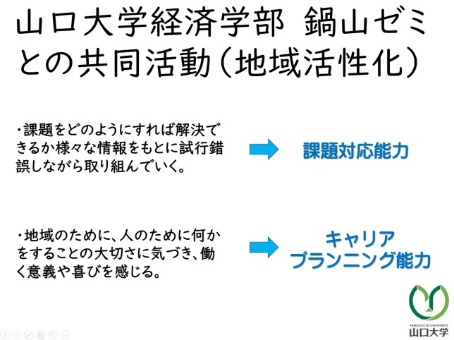 山口大学経済学部 鍋山ゼミ
との共同活動（地域活性化）
・課題をどのようにすれば解決で
きるか様々な情報をもとに試行錯
誤しながら取り組んでいく。
課題対応能力
・地域のために、人のために何か
をすることの大切さに気づき、働
く意義や喜びを感じる。
キャリア
プランニング能力
YAMAGUCHI UNIVERSITY
山口大学